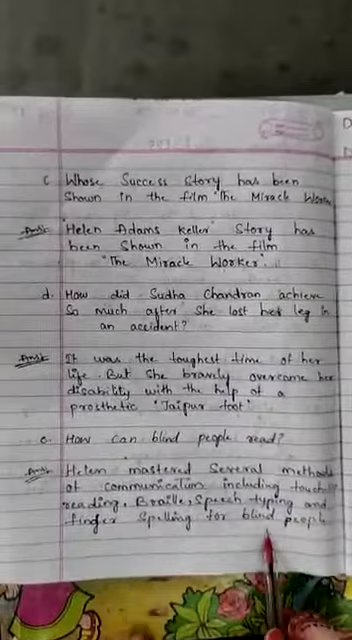 c. Whose Success Story has been
Shown in the film 'The Miracle Worker
Ans:- 'Helen Adams Keller' Story has
been Shown in the film
"The Miracle Worker".
d. How did Sudha Chandran achieve
So much after She lost her leg in
an accident?
Ans:- It was the toughest time of her
life. But She bravely overcame her
disability with the help of a
prosthetic "Jaipur foot"
e. How can blind people read?
Ans:- Helen mastered Several methods
of communication including touch
reading, Braille, Speech typing and
finger Spelling for blind people